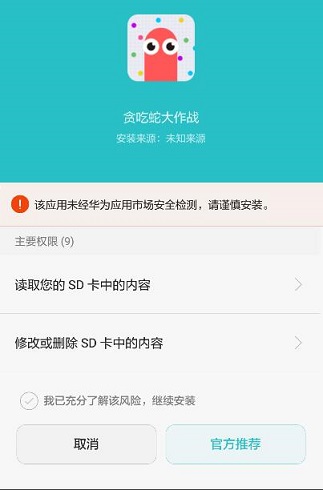 贪吃蛇大作战
安装来源：未知来源
该应用未经华为应用市场安全检测，请谨慎安装。
主要权限 (9)
读取您的 SD 卡中的内容
修改或删除 SD 卡中的内容
我已充分了解该风险，继续安装
取消
官方推荐